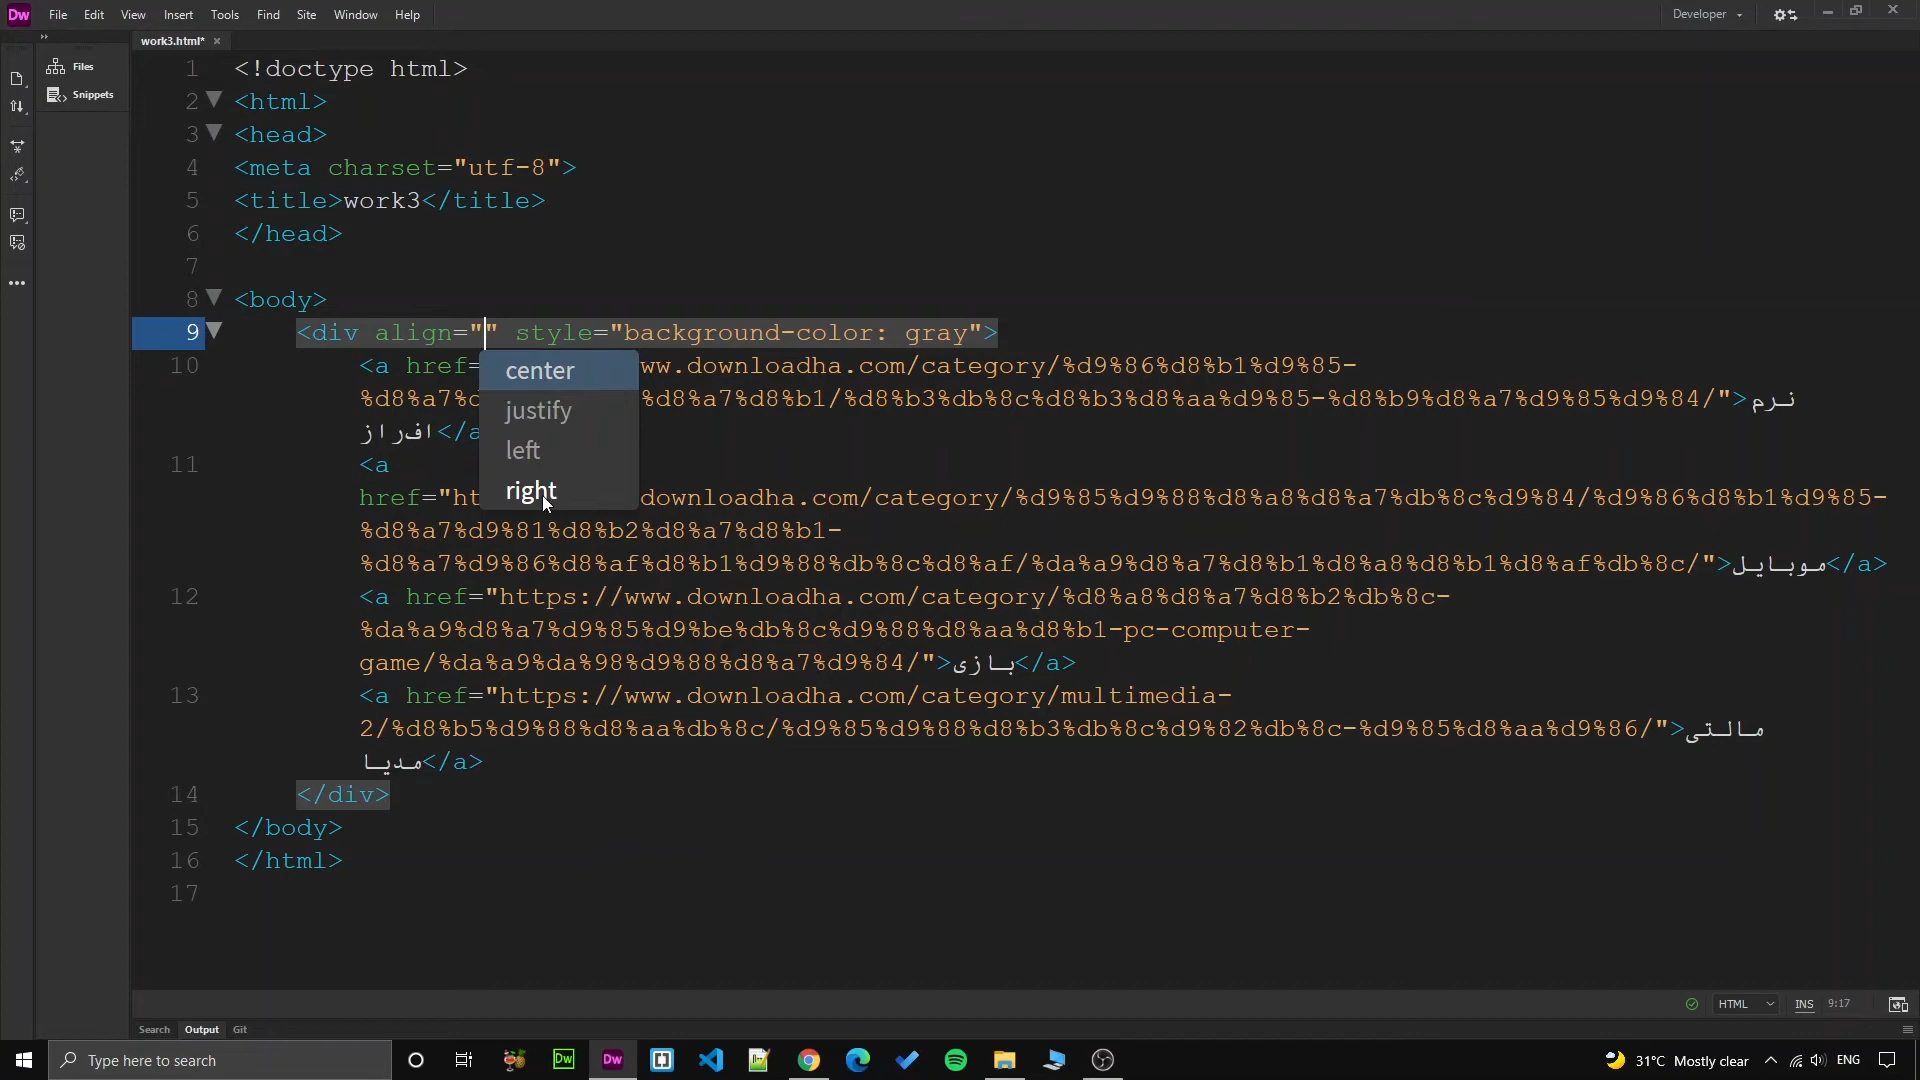 Dw File Edit View Insert Tools Find Site Window Help Developer
work3.html*
Files
Snippets
1 <!doctype html>
2 <html>
3 <head>
4 <meta charset="utf-8">
5 <title>work3</title>
6 </head>
7
8 <body>
9 <div align="" style="background-color: gray">
center
justify
left
right
10 <a href= ww.downloadha.com/category/%d9%86%d8%b1%d9%85-
%d8%a7%d %d8%a7%d8%b1/%d8%b3%db%8c%d8%b3%d8%aa%d9%85-%d8%b9%d8%a7%d9%85%d9%84/">نرم
افراز</a
11 <a
href="ht downloadha.com/category/%d9%85%d9%88%d8%a8%d8%a7%db%8c%d9%84/%d9%86%d8%b1%d9%85-
%d8%a7%d9%81%d8%b2%d8%a7%d8%b1-
%d8%a7%d9%86%d8%af%d8%b1%d9%88%db%8c%d8%af/%da%a9%d8%a7%d8%b1%d8%a8%d8%b1%d8%af%db%8c/">موبایل</a>
12 <a href="https://www.downloadha.com/category/%d8%a8%d8%a7%d8%b2%db%8c-
%da%a9%d8%a7%d9%85%d9%be%db%8c%d9%88%d8%aa%d8%b1-pc-computer-
game/%da%a9%da%98%d9%88%d8%a7%d9%84/">بازی</a>
13 <a href="https://www.downloadha.com/category/multimedia-
2/%d8%b5%d9%88%d8%aa%db%8c/%d9%85%d9%88%d8%b3%db%8c%d9%82%db%8c-%d9%85%d8%aa%d9%86/">مالتی
مدیا</a>
14 </div>
15 </body>
16 </html>
17
HTML INS 9:17
Search Output Git
Type here to search
Dw Dw
31°C Mostly clear ENG